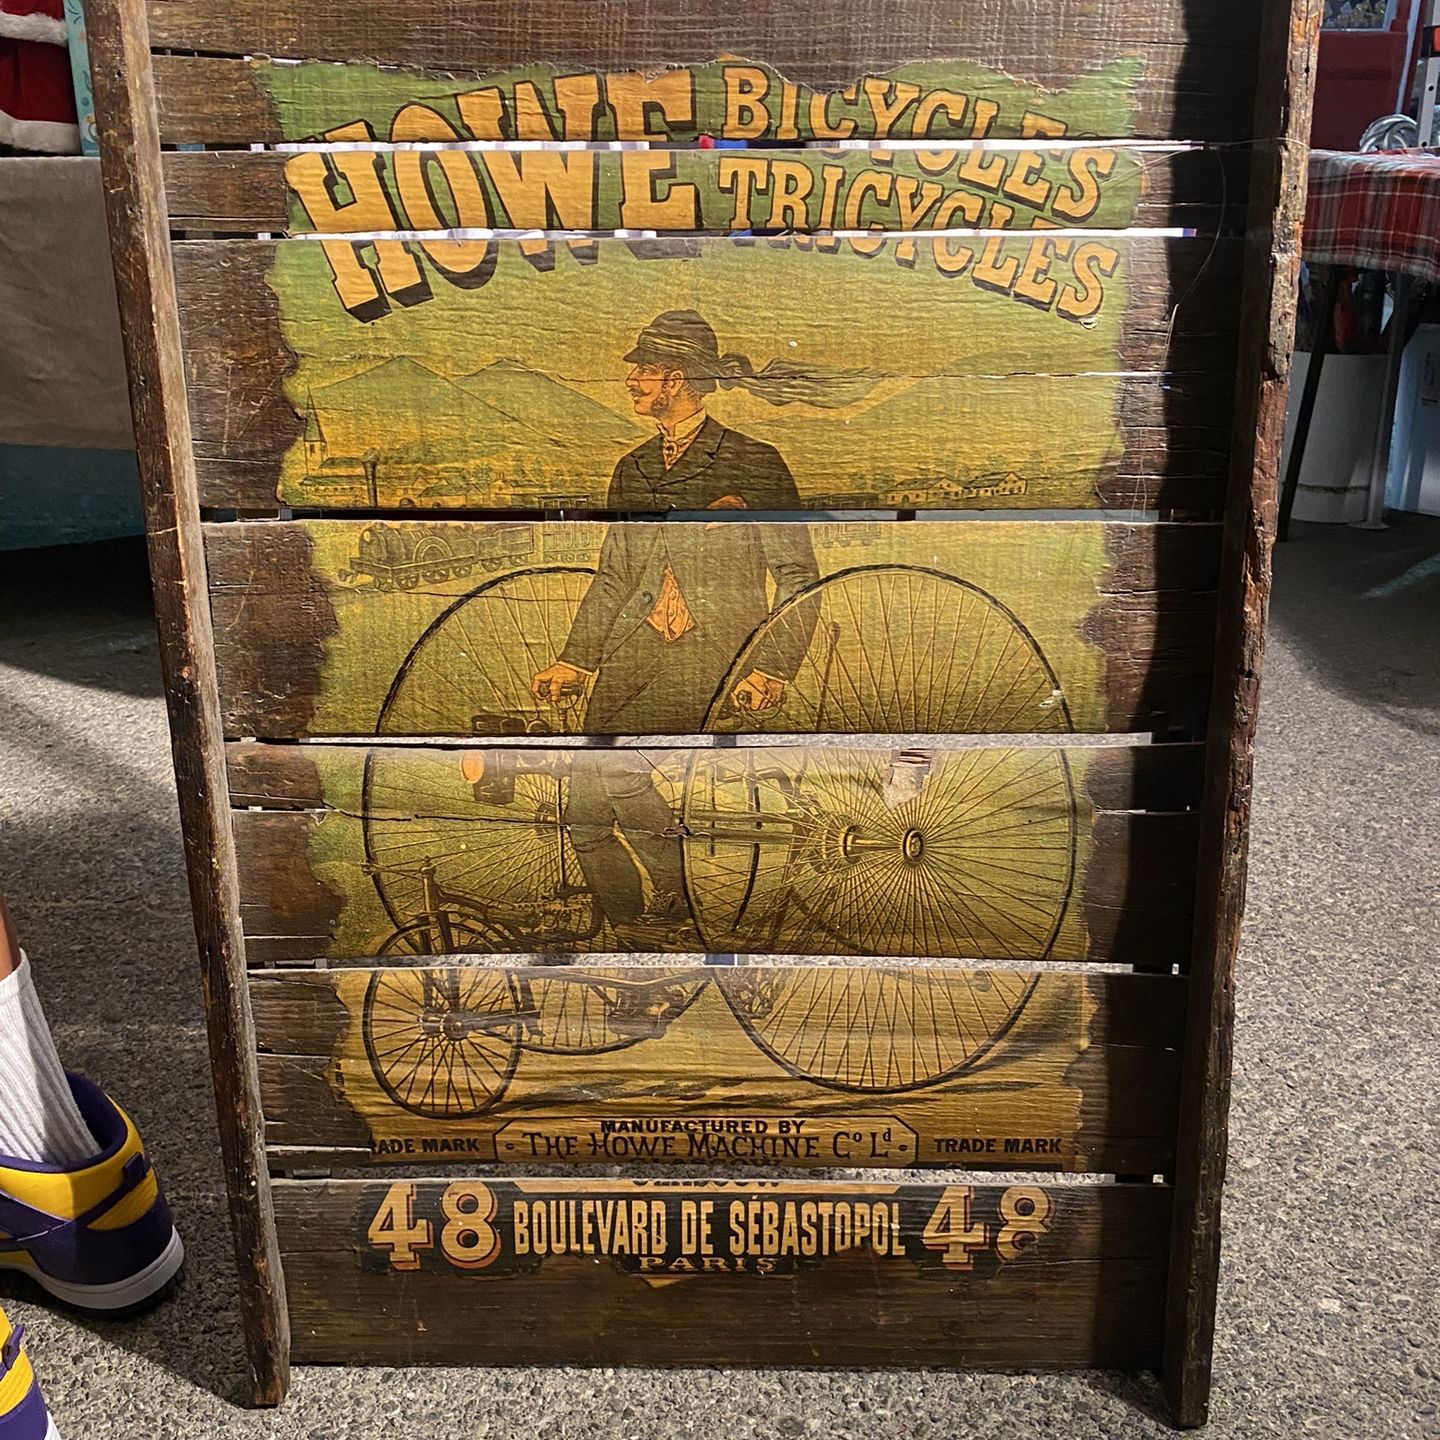 HOWE BICYCLES
TRICYCLES
MANUFACTURED BY
TRADE MARK · THE HOWE MACHINE Cº Lᵈ · TRADE MARK
GLASGOW
48 BOULEVARD DE SÉBASTOPOL 48
PARIS